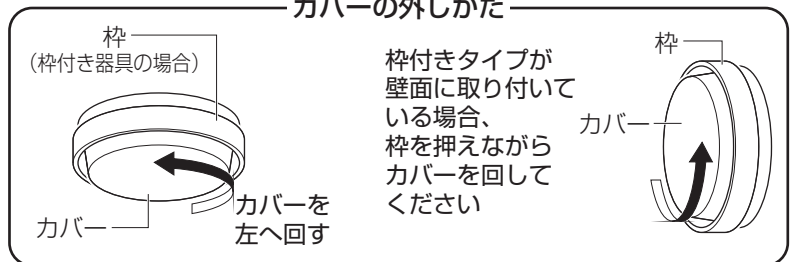 カバーの外しかた
枠
（枠付き器具の場合）
カバー
カバーを
左へ回す
枠付きタイプが
壁面に取り付いて
いる場合、
枠を押えながら
カバーを回して
ください
枠
カバー